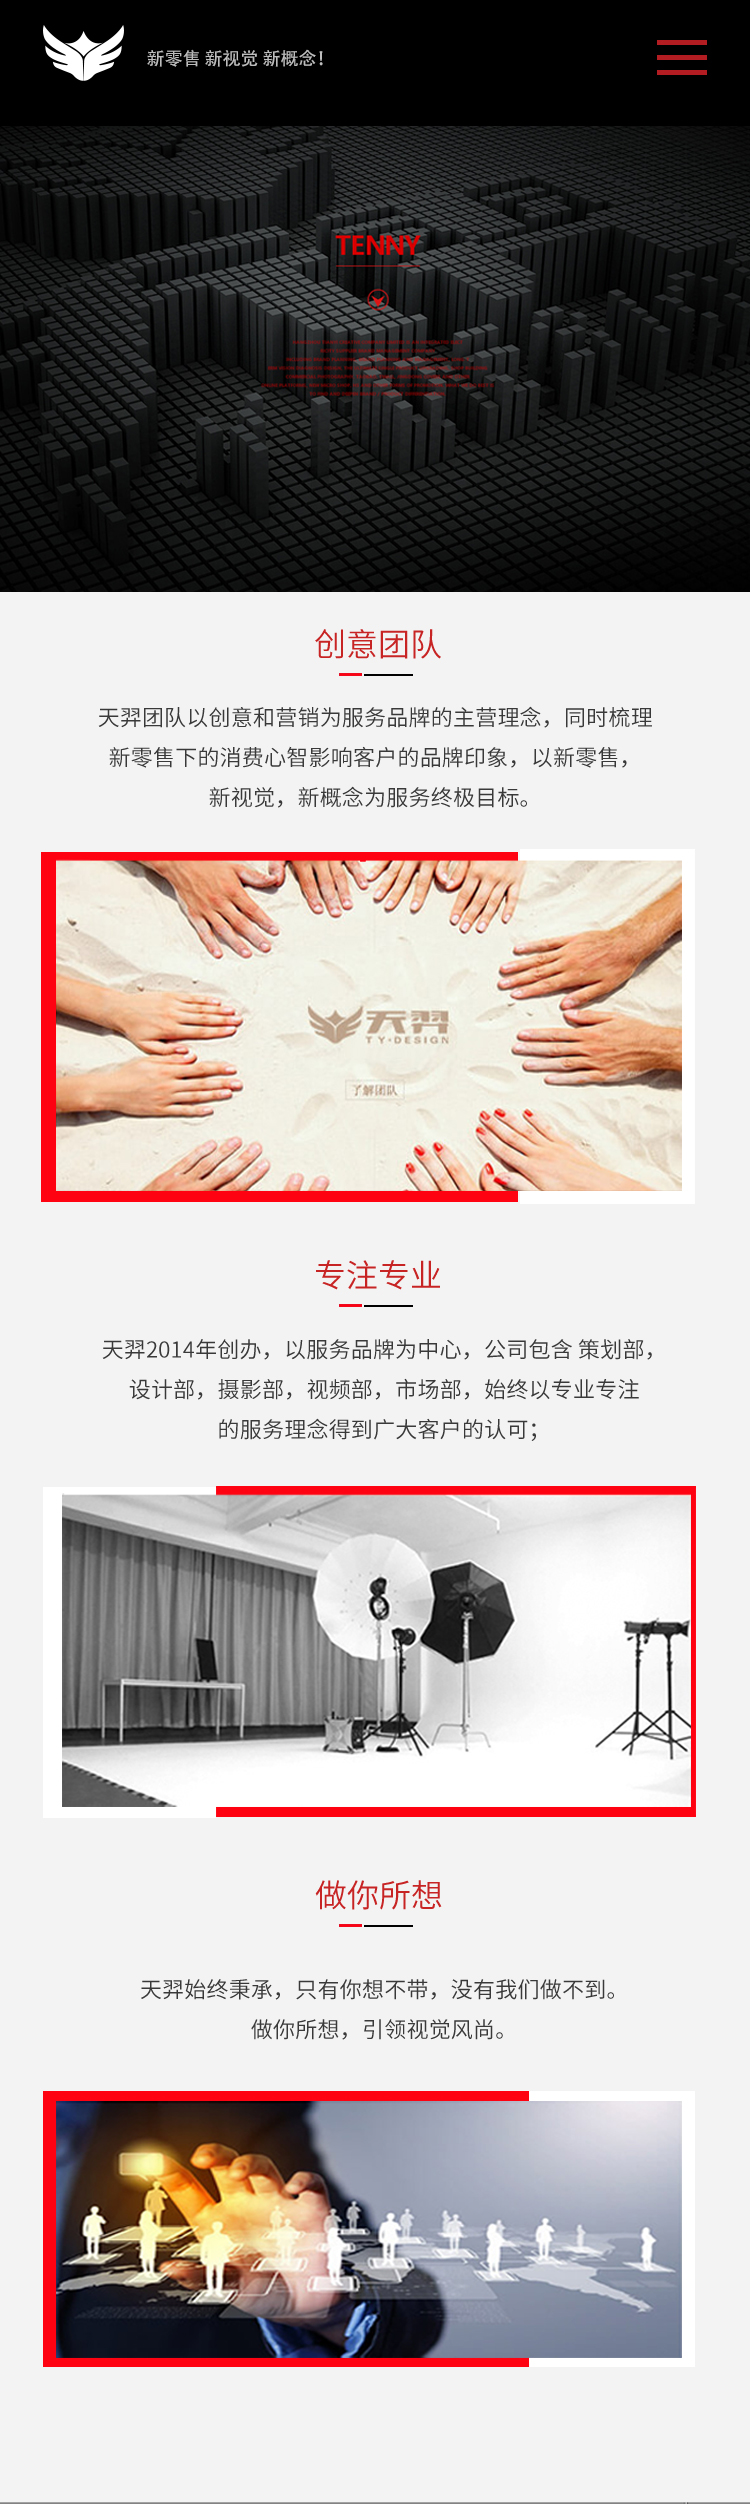 新零售 新视觉 新概念!
TENNY
创意团队
天羿团队以创意和营销为服务品牌的主营理念，同时梳理
新零售下的消费心智影响客户的品牌印象，以新零售，
新视觉，新概念为服务终极目标。
天羿
TY·DESIGN
了解团队
专注专业
天羿2014年创办，以服务品牌为中心，公司包含 策划部，
设计部，摄影部，视频部，市场部，始终以专业专注
的服务理念得到广大客户的认可；
做你所想
天羿始终秉承，只有你想不带，没有我们做不到。
做你所想，引领视觉风尚。